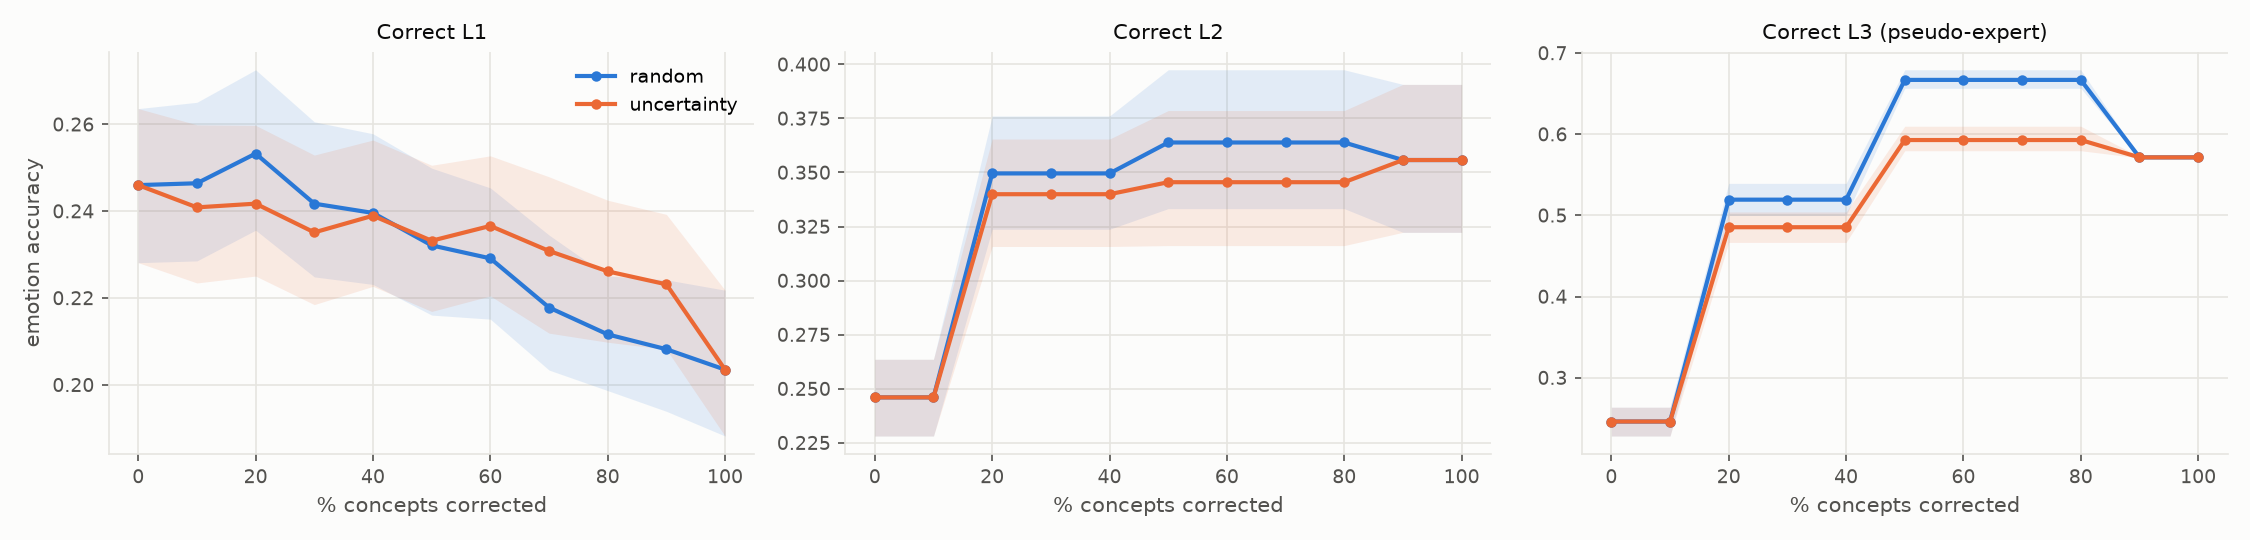 Correct L1
emotion accuracy
0.26
0.24
0.22
0.20
random
uncertainty
0 20 40 60 80 100
% concepts corrected
Correct L2
0.400
0.375
0.350
0.325
0.300
0.275
0.250
0.225
0 20 40 60 80 100
% concepts corrected
Correct L3 (pseudo-expert)
0.7
0.6
0.5
0.4
0.3
0 20 40 60 80 100
% concepts corrected